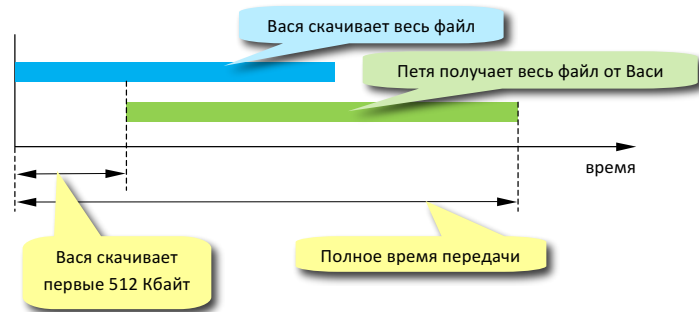 Вася скачивает весь файл
Петя получает весь файл от Васи
время
Вася скачивает
первые 512 Кбайт
Полное время передачи